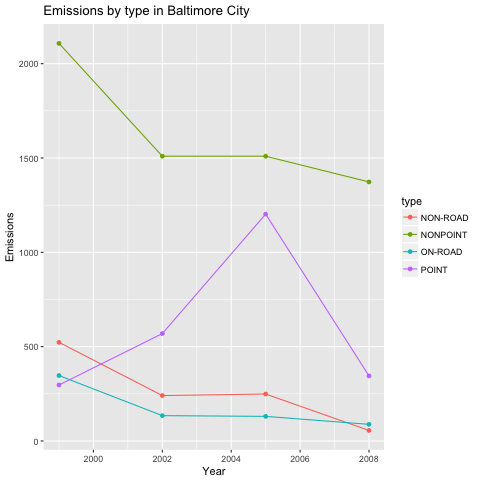 Emissions by type in Baltimore City
2000
1500
1000
500
0
Emissions
2000 2002 2004 2006 2008
Year
type
NON-ROAD
NONPOINT
ON-ROAD
POINT